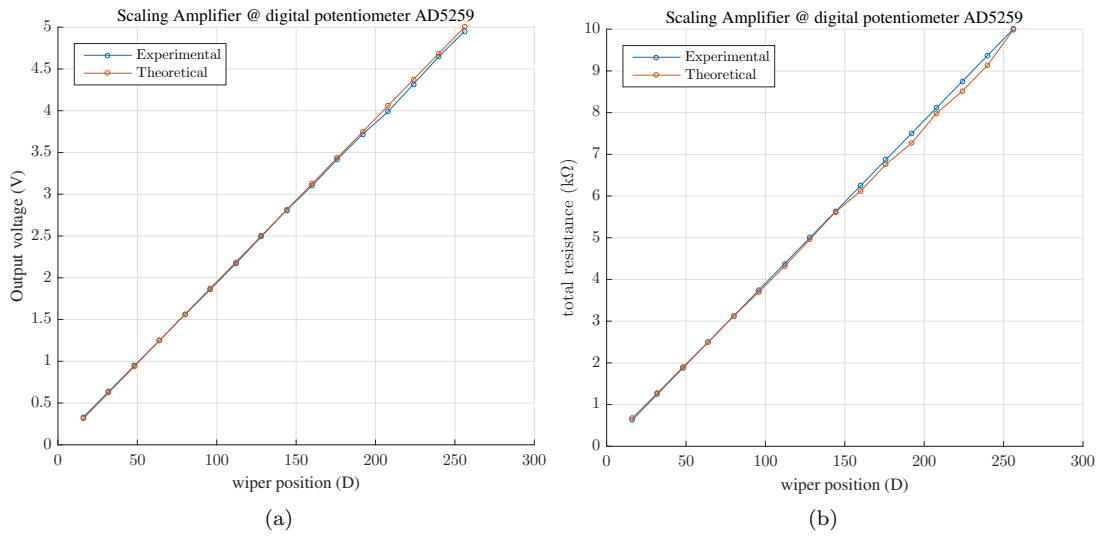 Scaling Amplifier @ digital potentiometer AD5259
Output voltage (V)
5
4.5
4
3.5
3
2.5
2
1.5
1
0.5
0
Experimental
Theoretical
0 50 100 150 200 250 300
wiper position (D)
(a)
Scaling Amplifier @ digital potentiometer AD5259
total resistance (kΩ)
10
9
8
7
6
5
4
3
2
1
0
Experimental
Theoretical
0 50 100 150 200 250 300
wiper position (D)
(b)